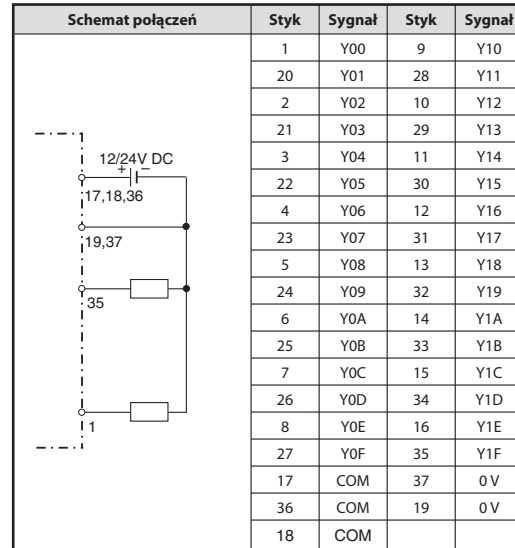 Schemat połączeń Styk Sygnał Styk Sygnał
1 Y00 9 Y10
20 Y01 28 Y11
2 Y02 10 Y12
21 Y03 29 Y13
3 Y04 11 Y14
22 Y05 30 Y15
4 Y06 12 Y16
23 Y07 31 Y17
5 Y08 13 Y18
24 Y09 32 Y19
6 Y0A 14 Y1A
25 Y0B 33 Y1B
7 Y0C 15 Y1C
26 Y0D 34 Y1D
8 Y0E 16 Y1E
27 Y0F 35 Y1F
17 COM 37 0 V
36 COM 19 0 V
18 COM
12/24V DC
+ –
17,18,36
19,37
35
1